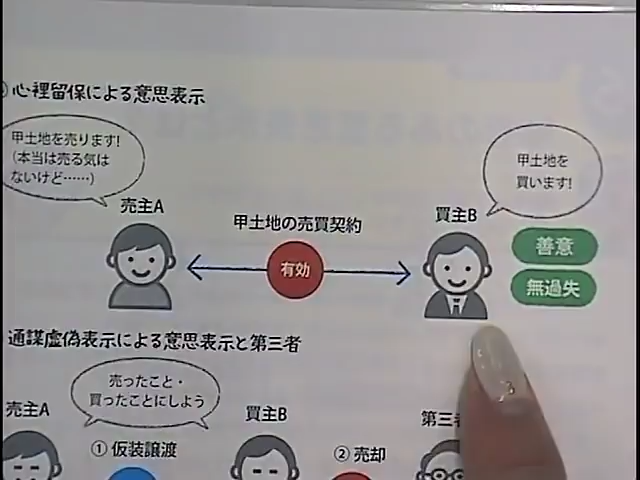 心裡留保による意思表示
甲土地を売ります!
(本当は売る気は
ないけど……)
甲土地を
買います!
売主A
買主B
甲土地の売買契約
有効
善意
無過失
通謀虚偽表示による意思表示と第三者
売ったこと・
買ったことにしよう
売主A
買主B
第三
① 仮装譲渡
② 売却